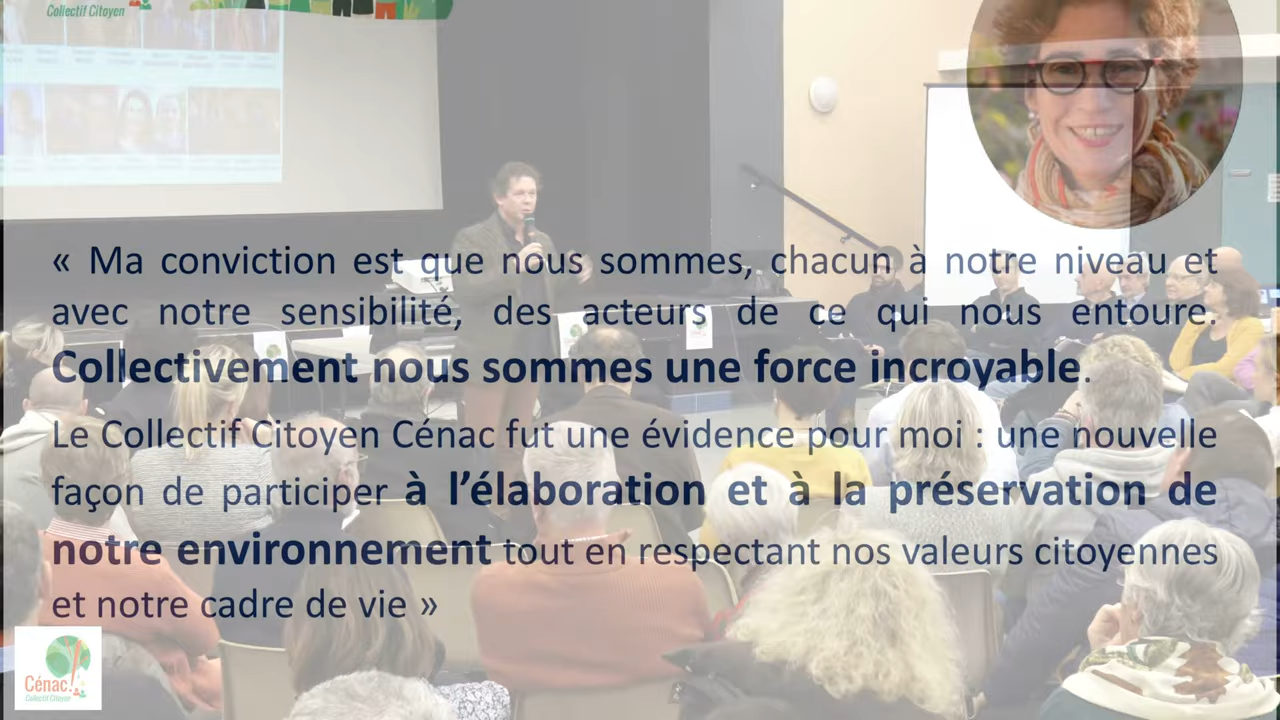 Collectif Citoyen
« Ma conviction est que nous sommes, chacun à notre niveau et
avec notre sensibilité, des acteurs de ce qui nous entoure.
Collectivement nous sommes une force incroyable.
Le Collectif Citoyen Cénac fut une évidence pour moi : une nouvelle
façon de participer à l’élaboration et à la préservation de
notre environnement tout en respectant nos valeurs citoyennes
et notre cadre de vie »
Cénac !
Collectif Citoyen